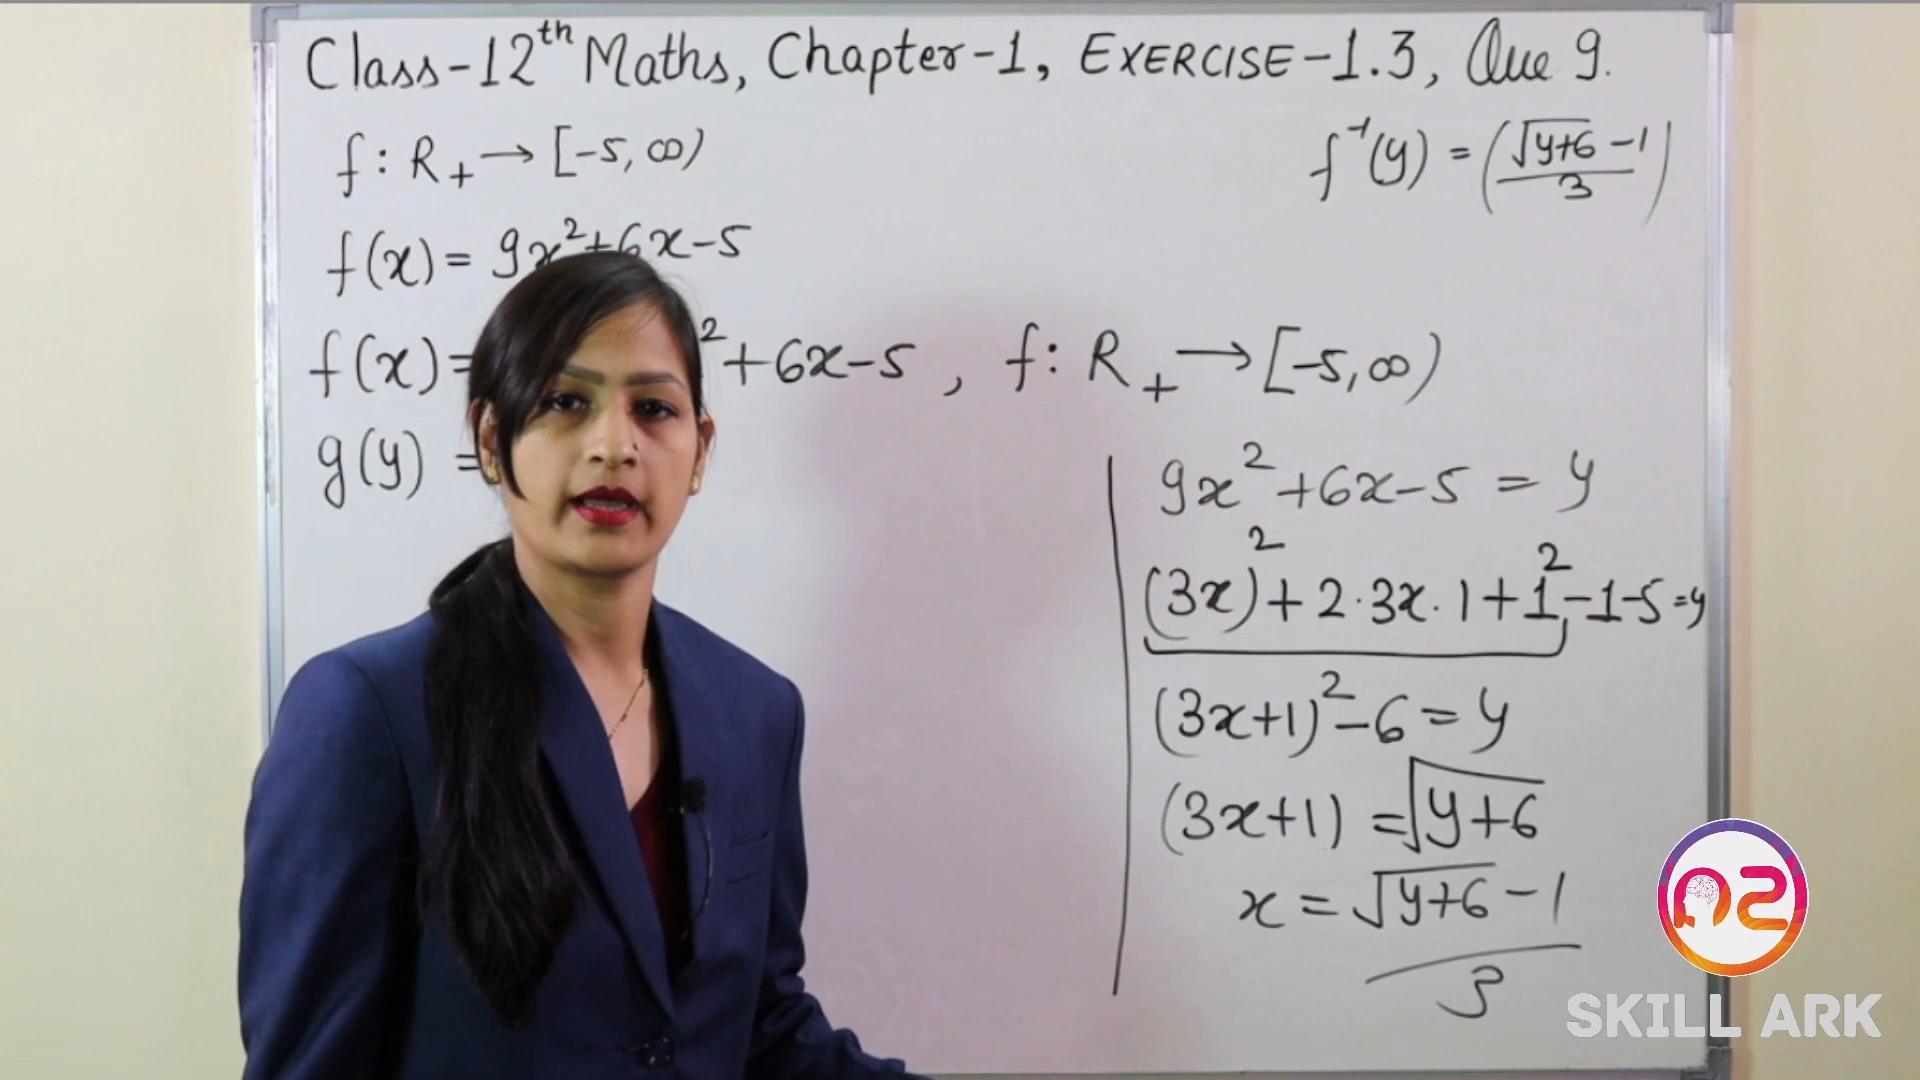 Class-12th Maths, Chapter-1, EXERCISE-1.3, Que 9.
f : R₊ → [-5, ∞)
f⁻¹(y) = (√(y+6) -1 / 3)
f(x) = 9x²+6x-5
f(x)= ²+6x-5 , f : R₊ → [-5, ∞)
g(y) =
9x²+6x-5 = y
(3x)²+2·3x·1+1²-1-5=y
(3x+1)²-6=y
(3x+1) =√(y+6)
x = √(y+6) -1 / 3
SKILL ARK